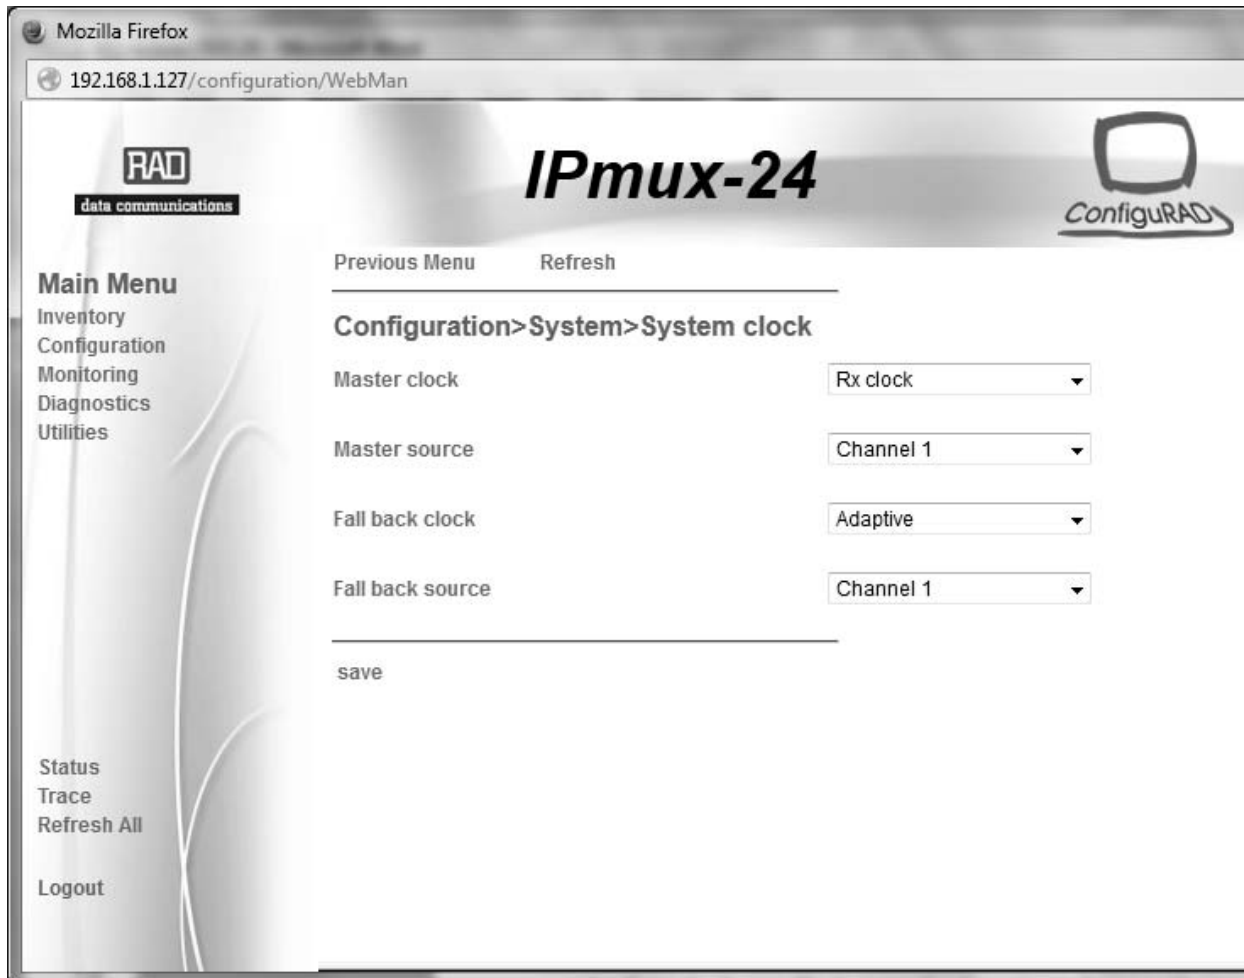 Mozilla Firefox
192.168.1.127/configuration/WebMan
RAD
data communications
IPmux-24
ConfiguRAD
Previous Menu Refresh
Main Menu
Inventory
Configuration
Monitoring
Diagnostics
Utilities
Configuration>System>System clock
Master clock Rx clock
Master source Channel 1
Fall back clock Adaptive
Fall back source Channel 1
save
Status
Trace
Refresh All
Logout